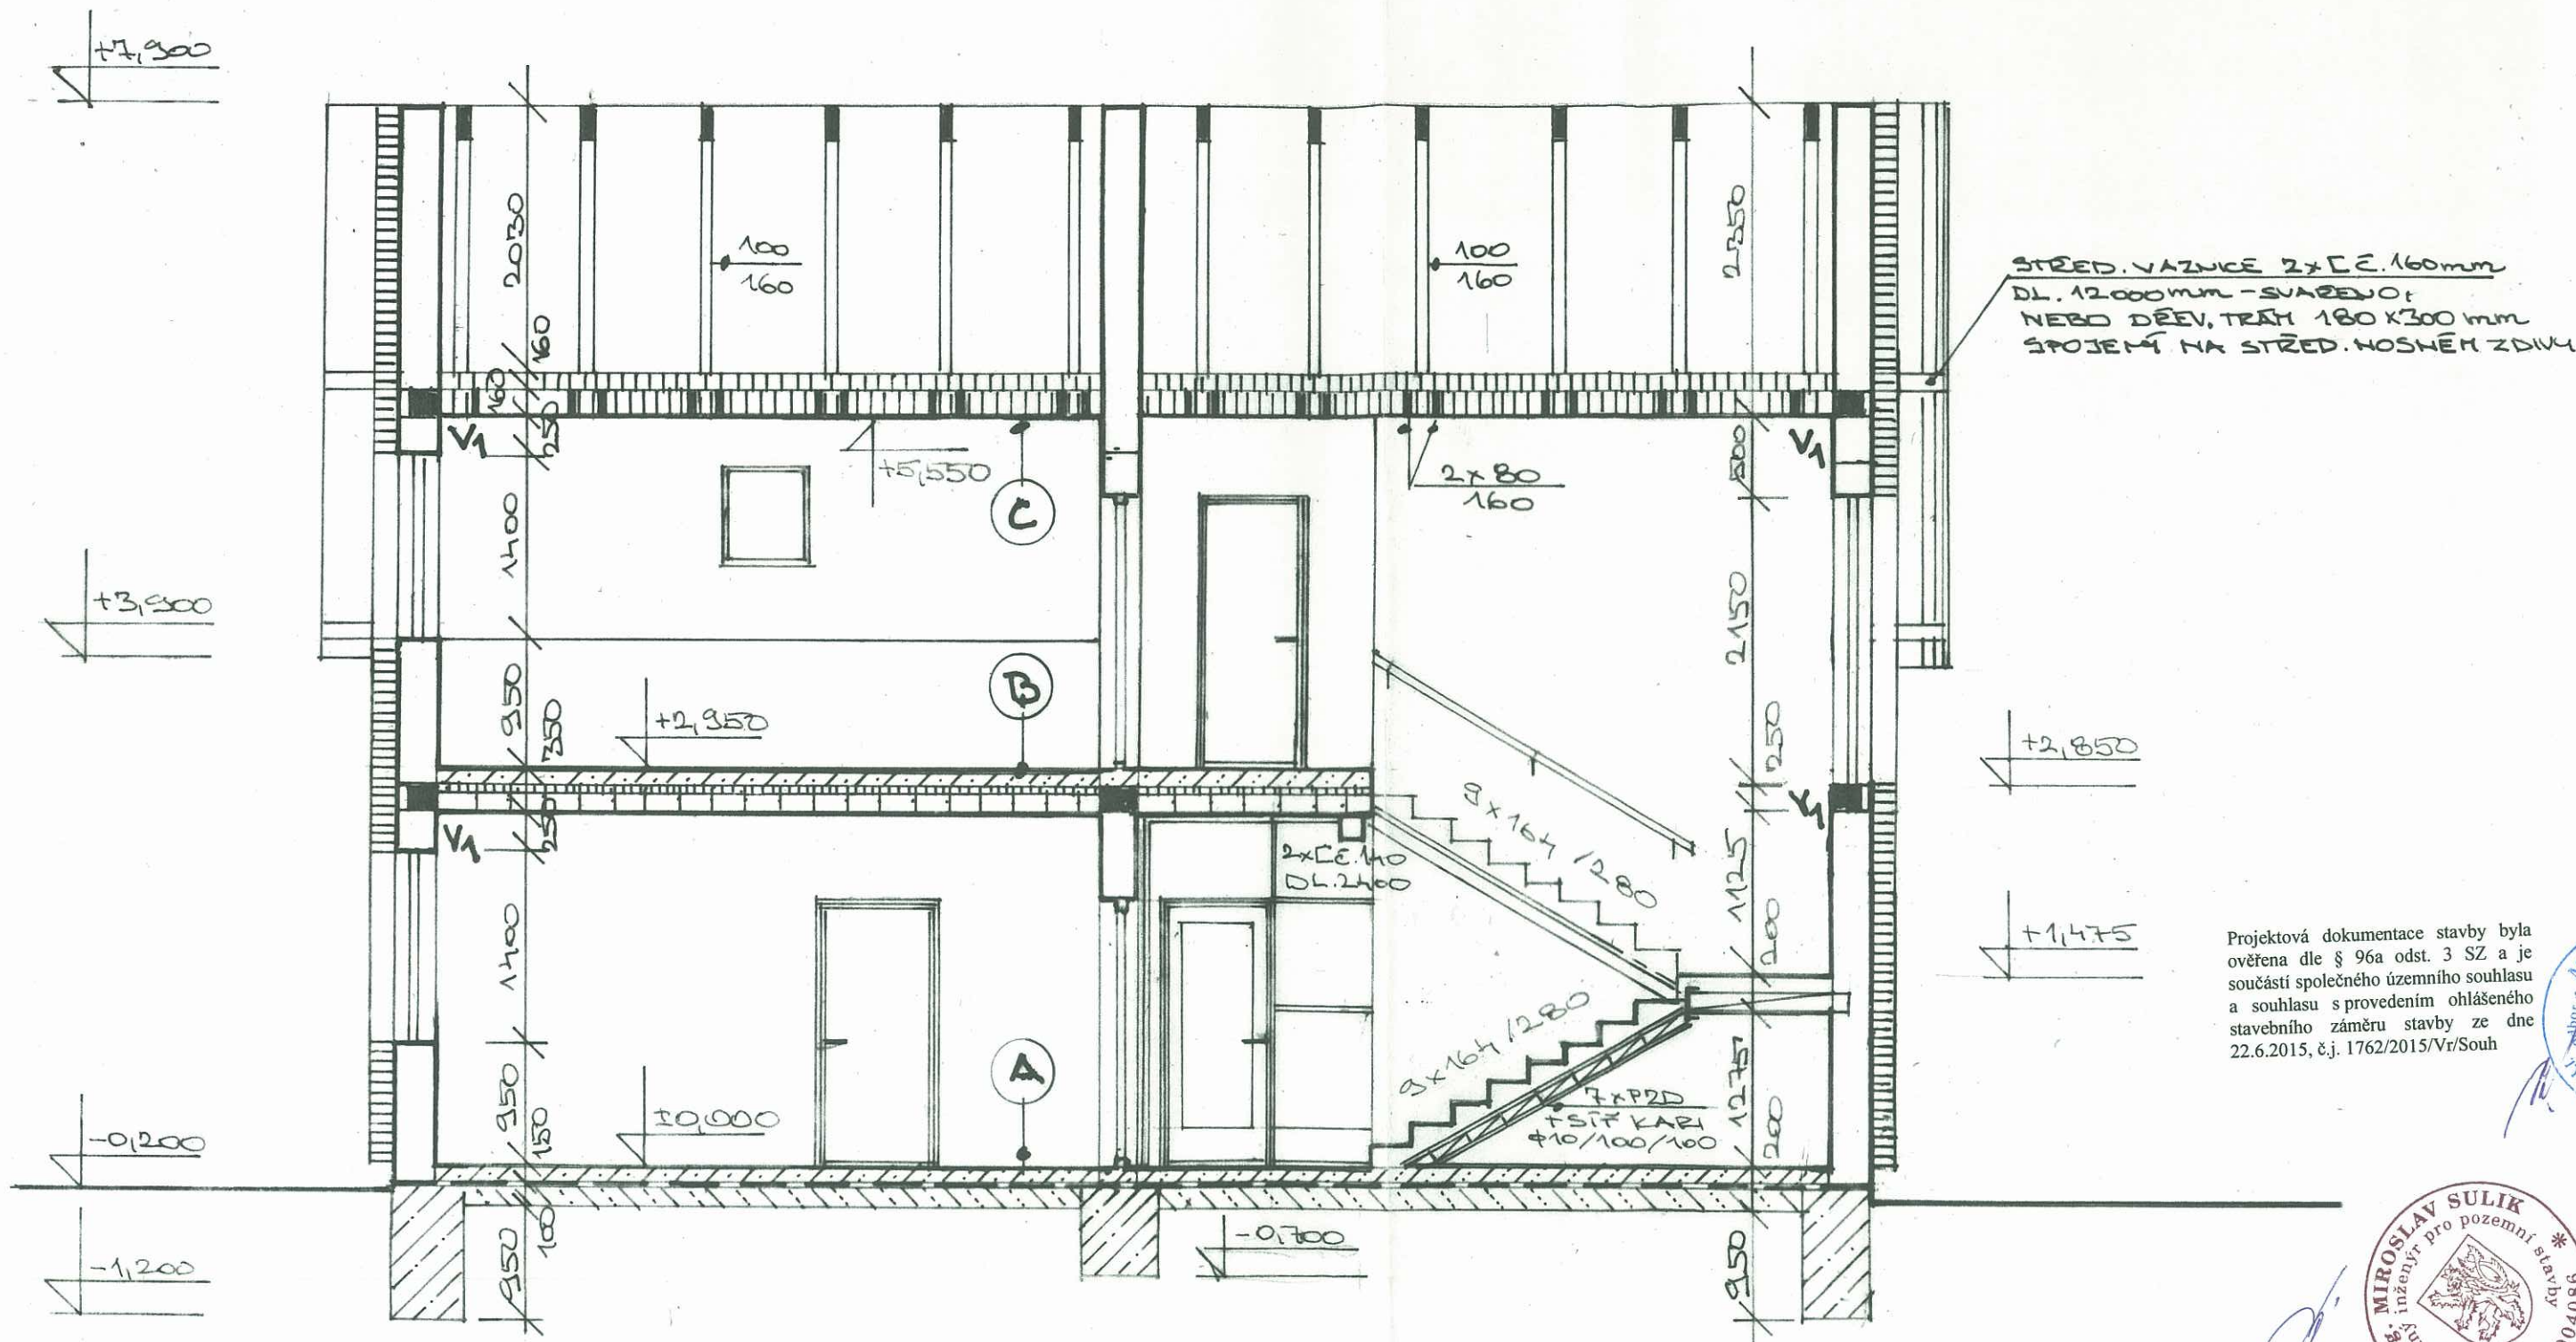 +7,900
2030
160
160
250
100
160
100
160
2350
STŘED. VAZNICE 2x[ č. 160mm
DL. 12000mm - SVAŘENO,
NEBO DŘEV. TRÁM 180 x 300 mm
SPOJENÝ NA STŘED. NOSNÉM ZDIVU
V1
+5,550
C
2x80
160
500
V1
1400
+3,900
2150
B
950
350
+2,950
250
+2,850
V1
250
V1
9x164/280
2x[ č. 140
DL. 2400
1125
200
+1,475
1400
Projektová dokumentace stavby byla
ověřena dle § 96a odst. 3 SZ a je
součástí společného územního souhlasu
a souhlasu s provedením ohlášeného
stavebního záměru stavby ze dne
22.6.2015, č.j. 1762/2015/Vr/Souh
A
9x164/280
7xPZD
+SÍŤ KARI
φ10/100/100
1275
200
950
150
±0,000
-0,200
-1,200
950
100
-0,700
950
MIROSLAV SULIK *
inženýr pro pozemní stavby